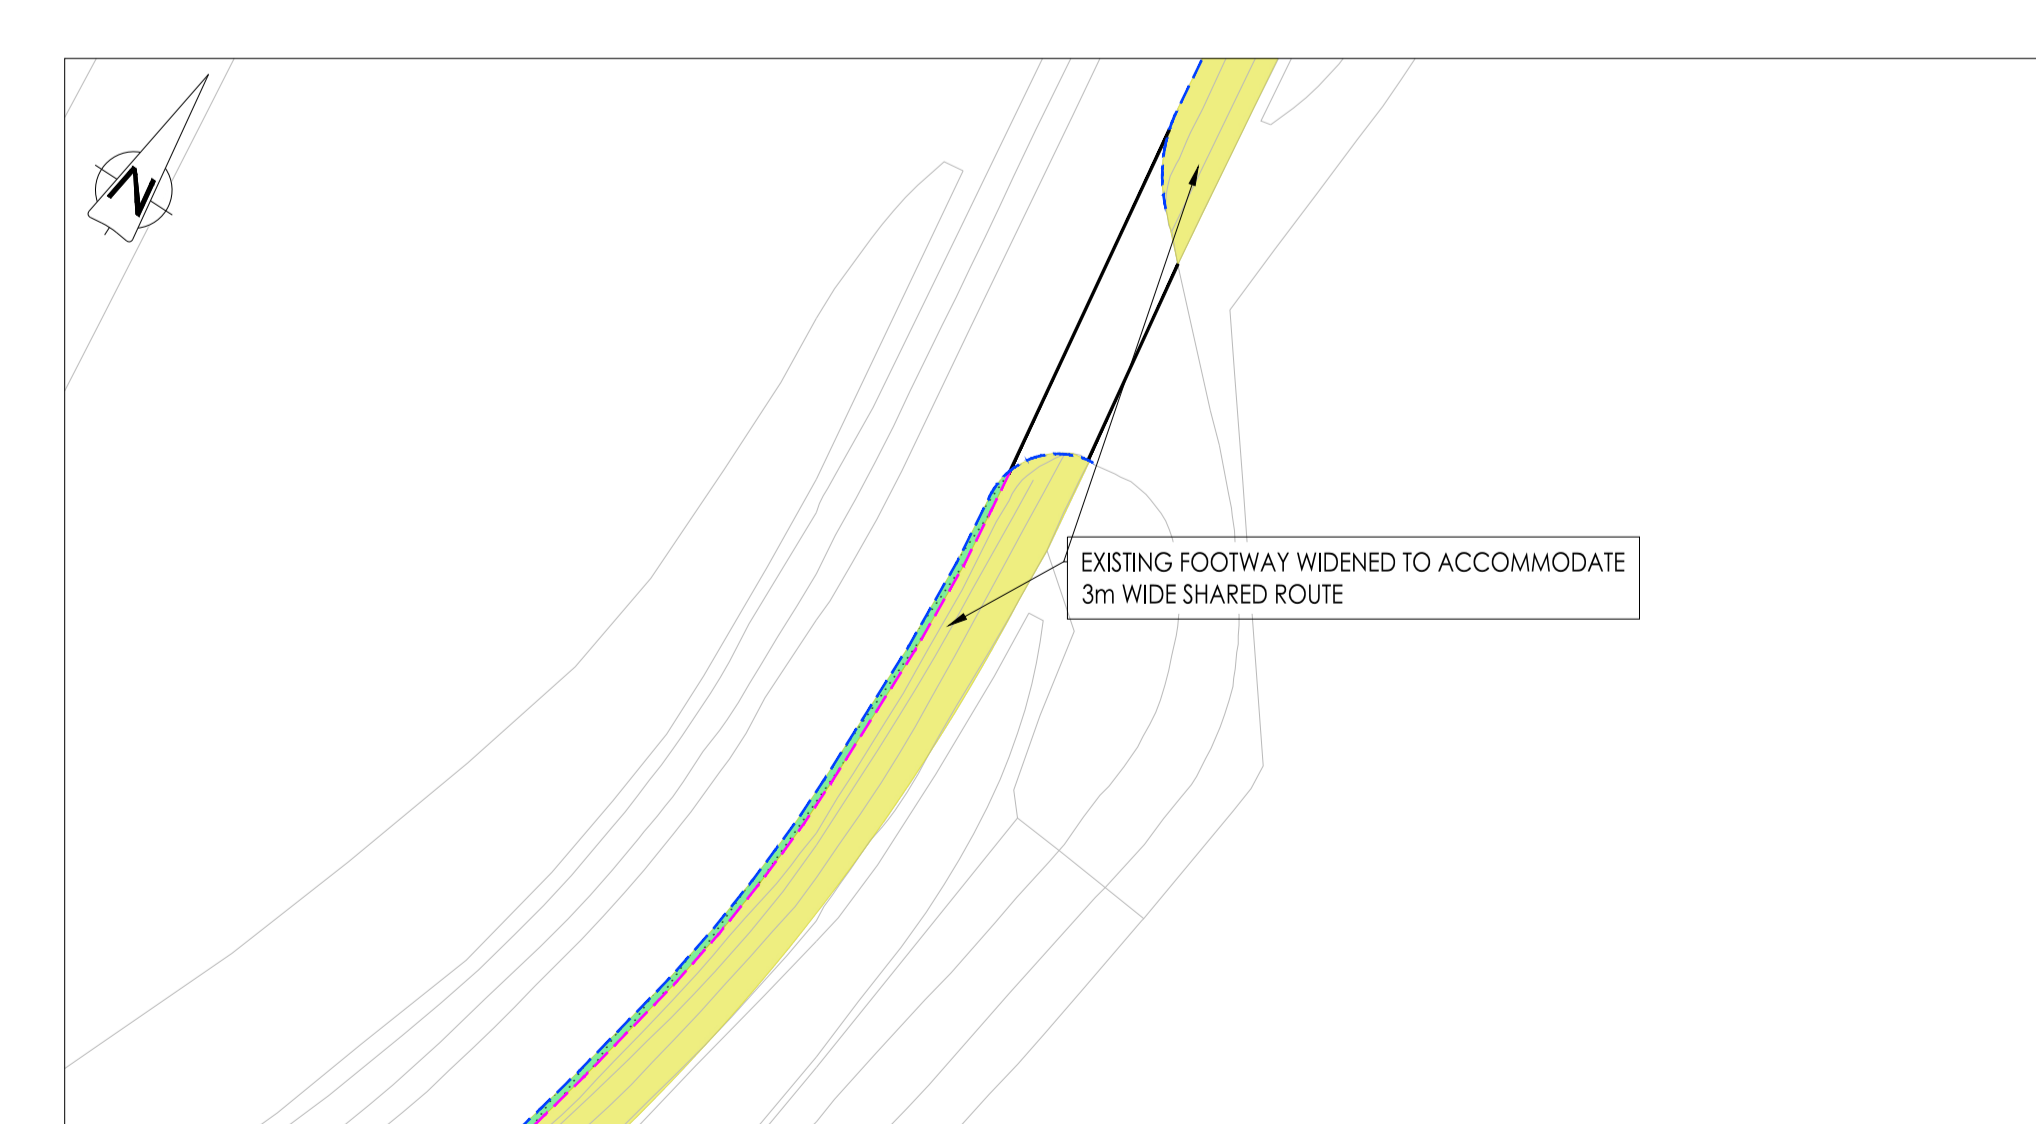 N
EXISTING FOOTWAY WIDENED TO ACCOMMODATE
3m WIDE SHARED ROUTE